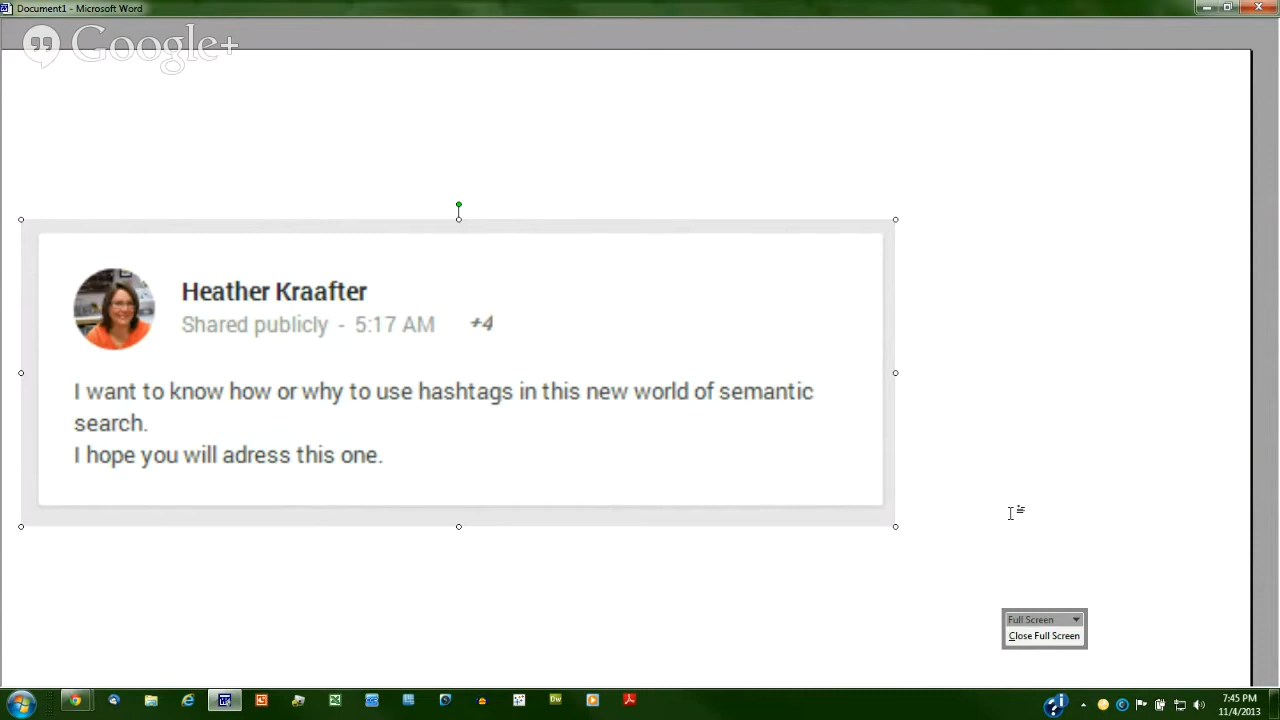 Document1 - Microsoft Word
Google+
Heather Kraafter
Shared publicly - 5:17 AM +4
I want to know how or why to use hashtags in this new world of semantic
search.
I hope you will adress this one.
Full Screen
Close Full Screen
7:45 PM
11/4/2013